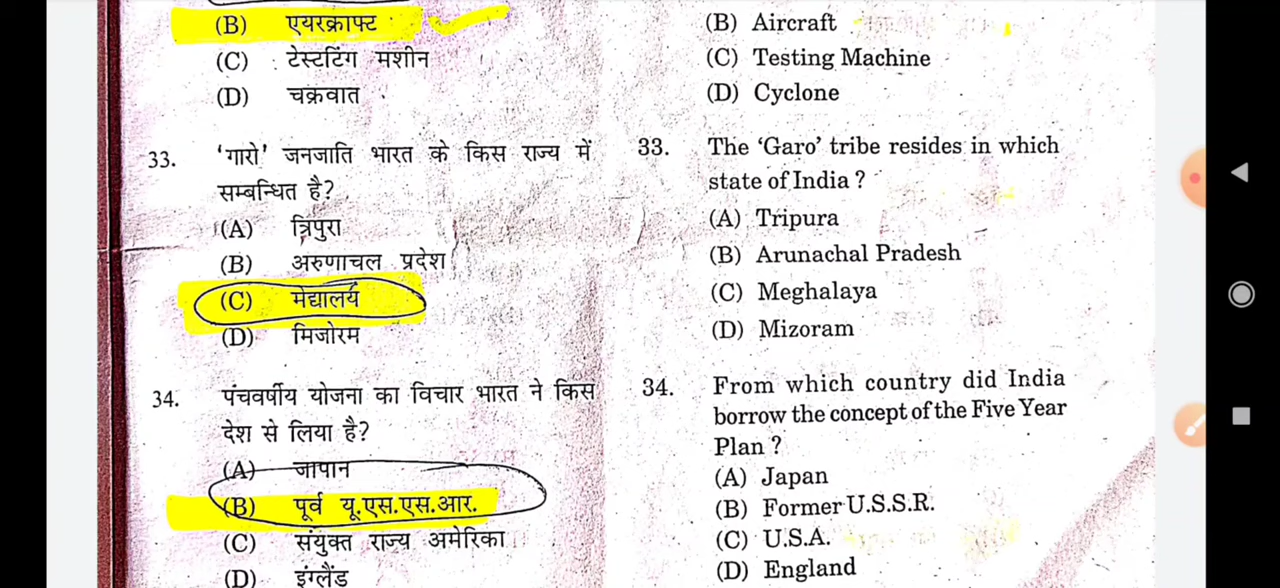 (B) एयरक्राफ्ट
(C) टेस्टटिंग मशीन
(D) चक्रवात
33. 'गारो' जनजाति भारत के किस राज्य में
सम्बन्धित है?
(A) त्रिपुरा
(B) अरुणाचल प्रदेश
(C) मेद्यालय
(D) मिजोरम
34. पंचवर्षीय योजना का विचार भारत ने किस
देश से लिया है?
(A) जापान
(B) पूर्व यू.एस.एस.आर.
(C) संयुक्त राज्य अमेरिका
(D) इंग्लैंड
(B) Aircraft
(C) Testing Machine
(D) Cyclone
33. The 'Garo' tribe resides in which
state of India ?
(A) Tripura
(B) Arunachal Pradesh
(C) Meghalaya
(D) Mizoram
34. From which country did India
borrow the concept of the Five Year
Plan ?
(A) Japan
(B) Former U.S.S.R.
(C) U.S.A.
(D) England